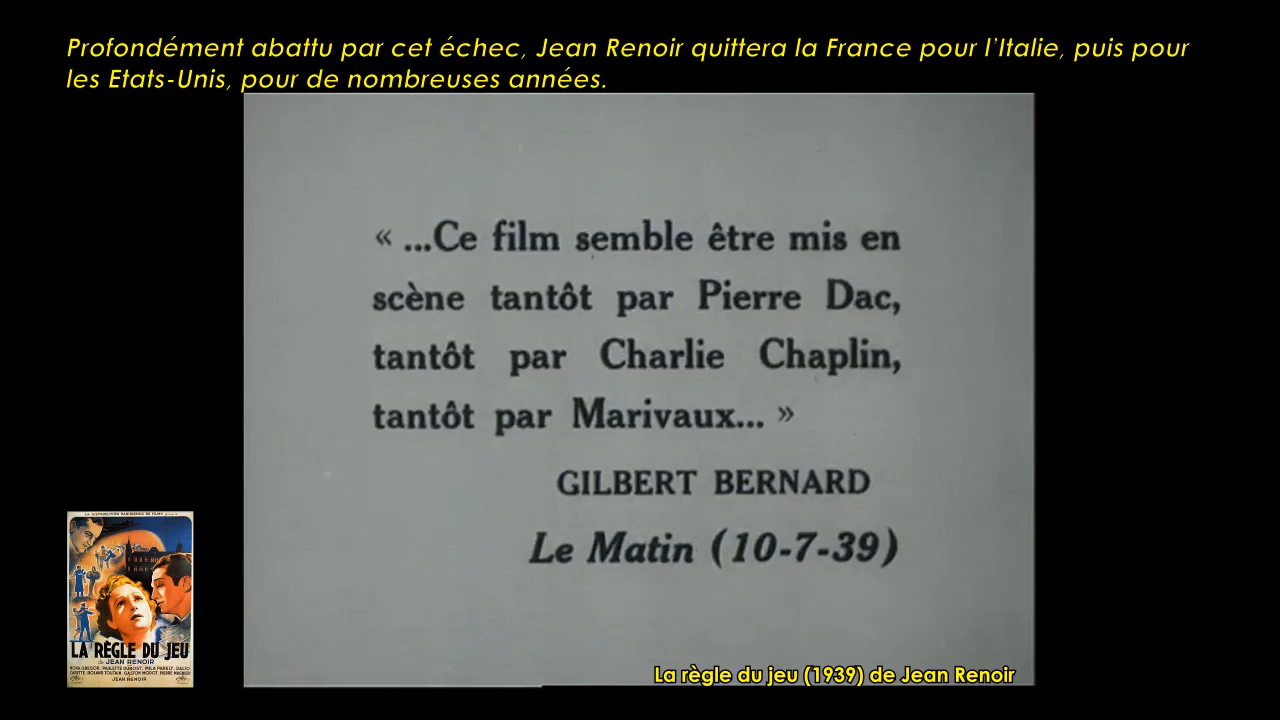 Profondément abattu par cet échec, Jean Renoir quittera la France pour l'Italie, puis pour
les Etats-Unis, pour de nombreuses années.
« ...Ce film semble être mis en
scène tantôt par Pierre Dac,
tantôt par Charlie Chaplin,
tantôt par Marivaux... »
GILBERT BERNARD
Le Matin (10-7-39)
LA RÈGLE DU JEU
de JEAN RENOIR
JEAN RENOIR
La règle du jeu (1939) de Jean Renoir